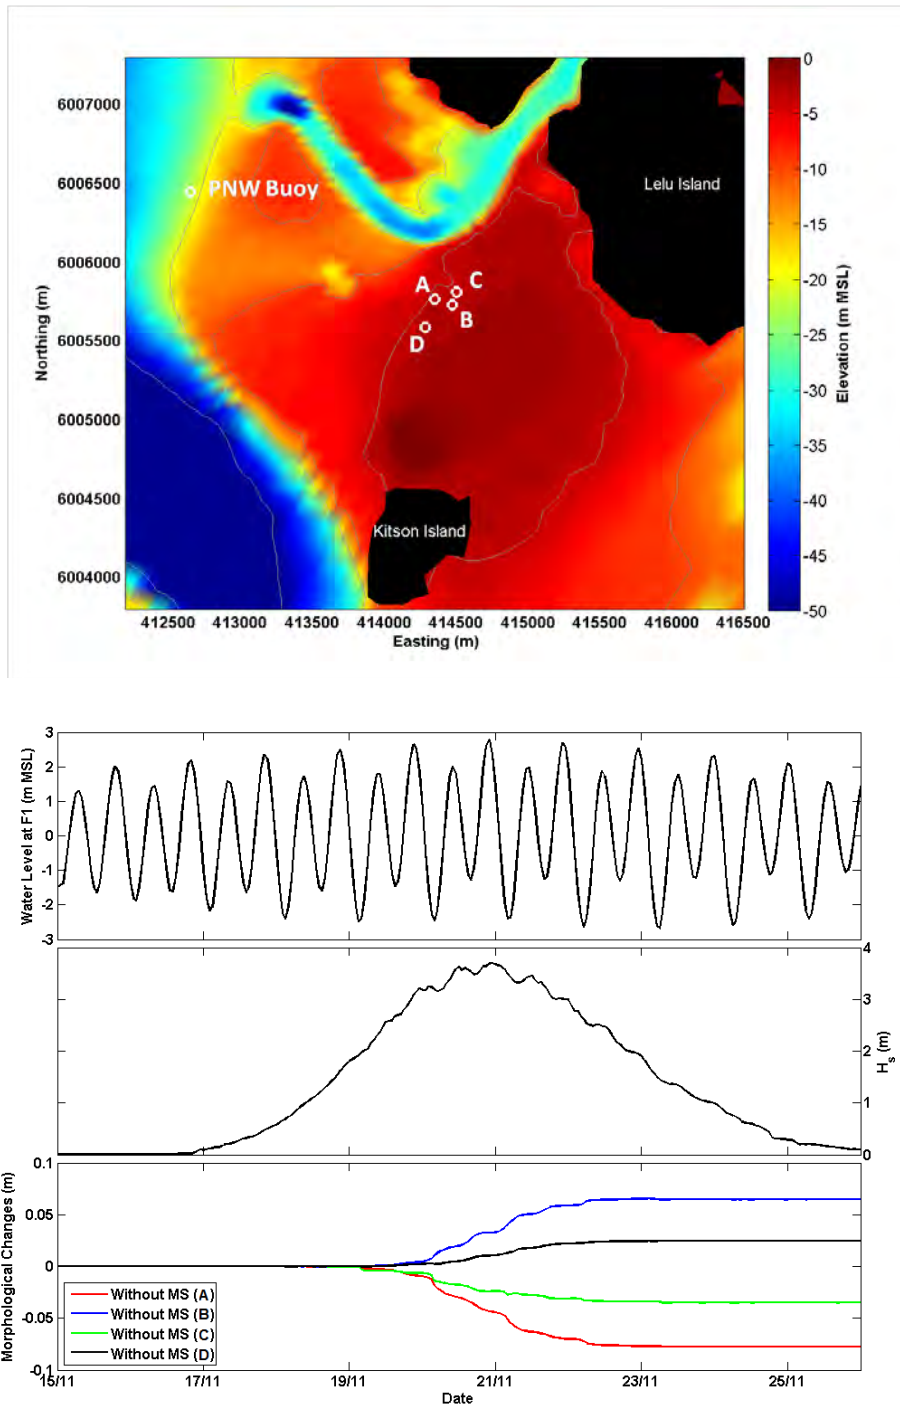 6007000
6006500
6006000
6005500
6005000
6004500
6004000
Northing (m)
PNW Buoy
Lelu Island
A
C
B
D
Kitson Island
412500 413000 413500 414000 414500 415000 415500 416000 416500
Easting (m)
0
-5
-10
-15
-20
-25
-30
-35
-40
-45
-50
Elevation (m MSL)
3
2
1
0
-1
-2
-3
Water Level at F1 (m MSL)
4
3
2
1
0
Hs (m)
0.1
0.05
0
-0.05
-0.1
Morphological Changes (m)
Without MS (A)
Without MS (B)
Without MS (C)
Without MS (D)
15/11 17/11 19/11 21/11 23/11 25/11
Date